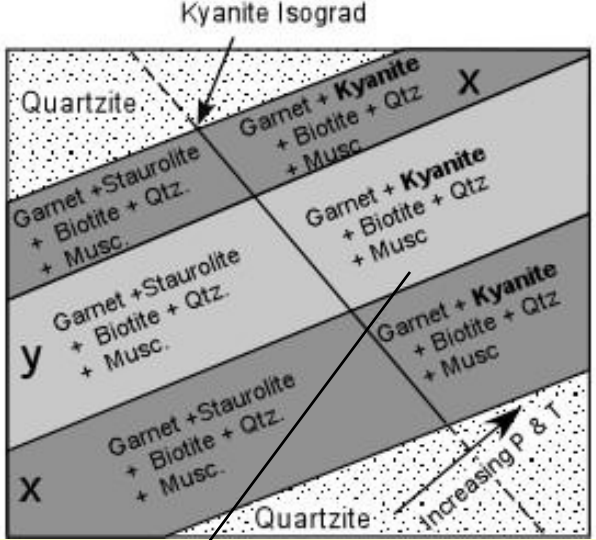 Kyanite Isograd
Quartzite
Garnet + Kyanite
+ Biotite + Qtz
+ Musc
X
Garnet +Staurolite
+ Biotite + Qtz.
+ Musc.
Garnet + Kyanite
+ Biotite + Qtz
+ Musc
Garnet +Staurolite
+ Biotite + Qtz.
+ Musc.
y
Garnet + Kyanite
+ Biotite + Qtz
+ Musc
Garnet +Staurolite
+ Biotite + Qtz.
+ Musc.
X
Quartzite
Increasing P & T